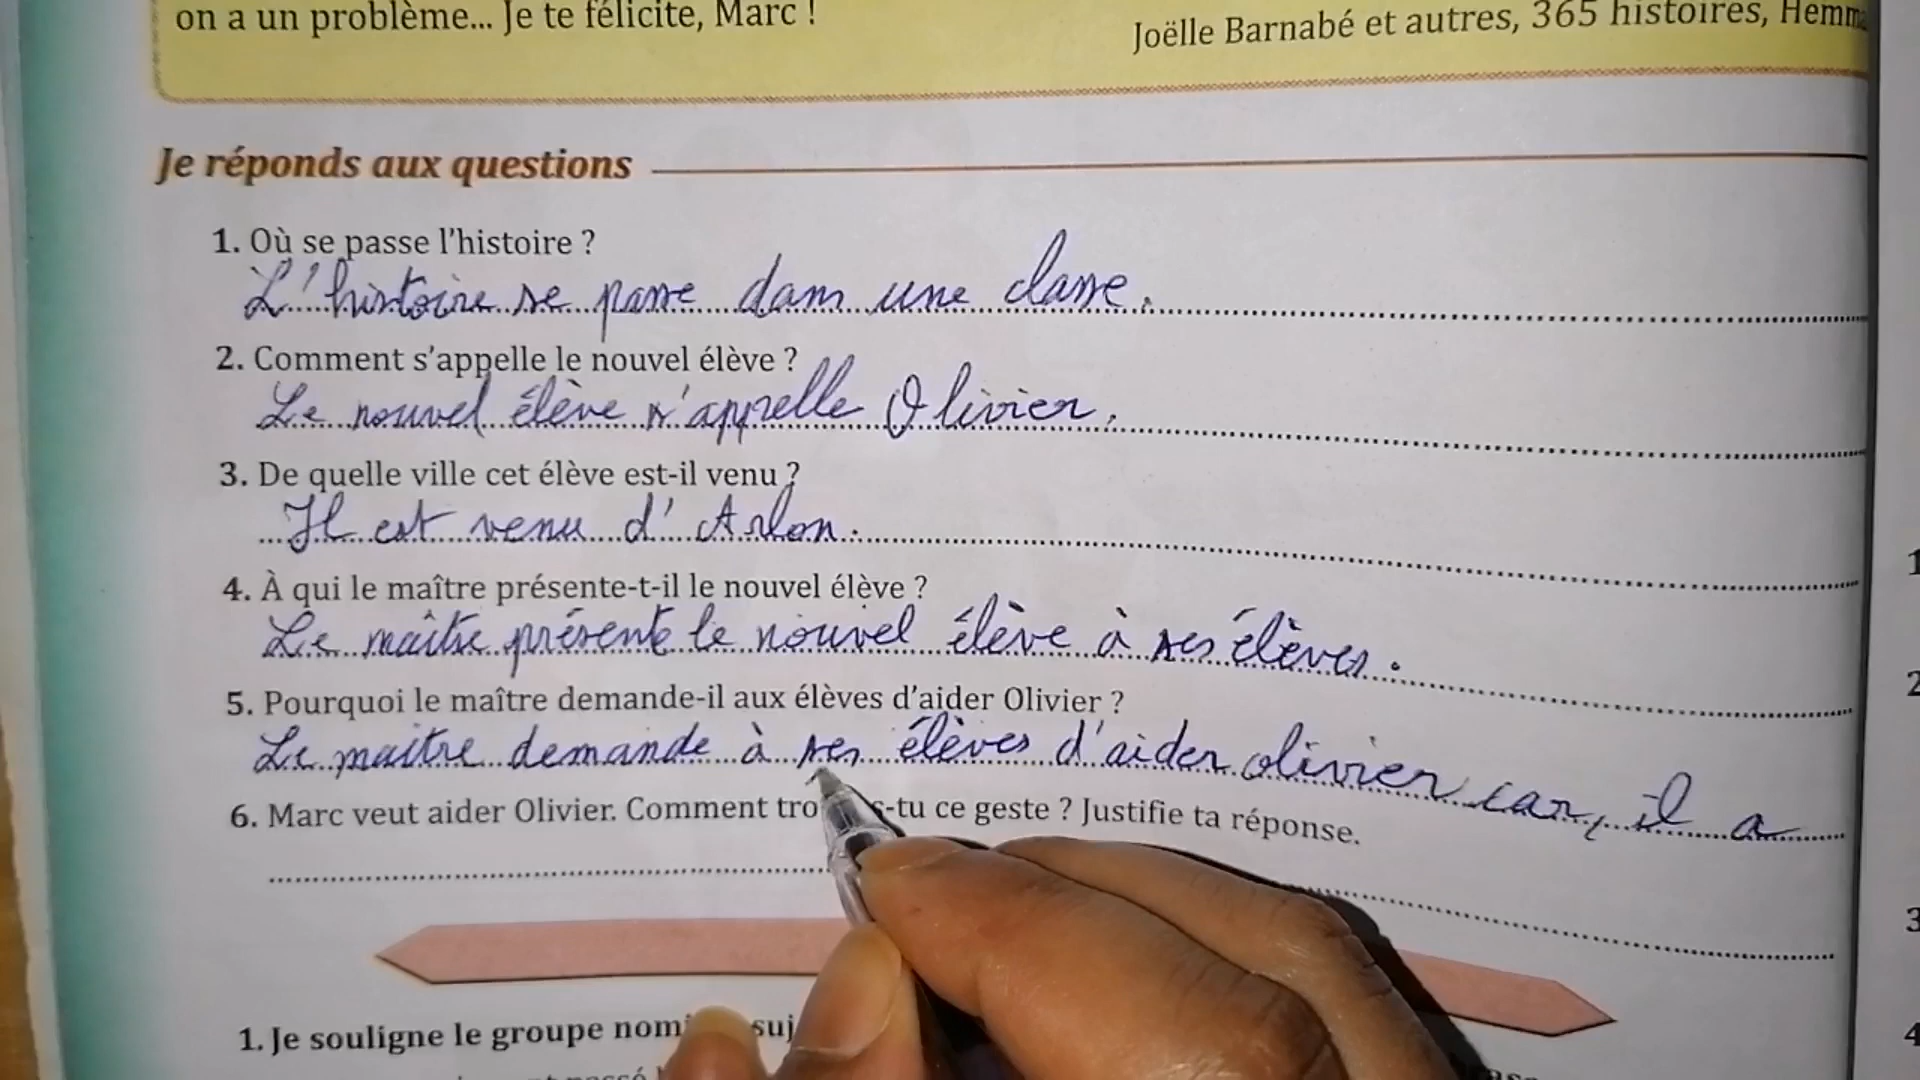 on a un problème... Je te félicite, Marc !
Joëlle Barnabé et autres, 365 histoires,
Je réponds aux questions
1. Où se passe l'histoire ?
L'histoire se passe dans une classe.
2. Comment s'appelle le nouvel élève ?
Le nouvel élève s'appelle Olivier.
3. De quelle ville cet élève est-il venu ?
Il est venu d'Arlon.
4. À qui le maître présente-t-il le nouvel élève ?
Le maître présente le nouvel élève à ses élèves.
5. Pourquoi le maître demande-il aux élèves d'aider Olivier ?
Le maître demande à ses élèves d'aider olivier car, il a
6. Marc veut aider Olivier. Comment -tu ce geste ? Justifie ta réponse.
1. Je souligne le groupe
1
2
3
4